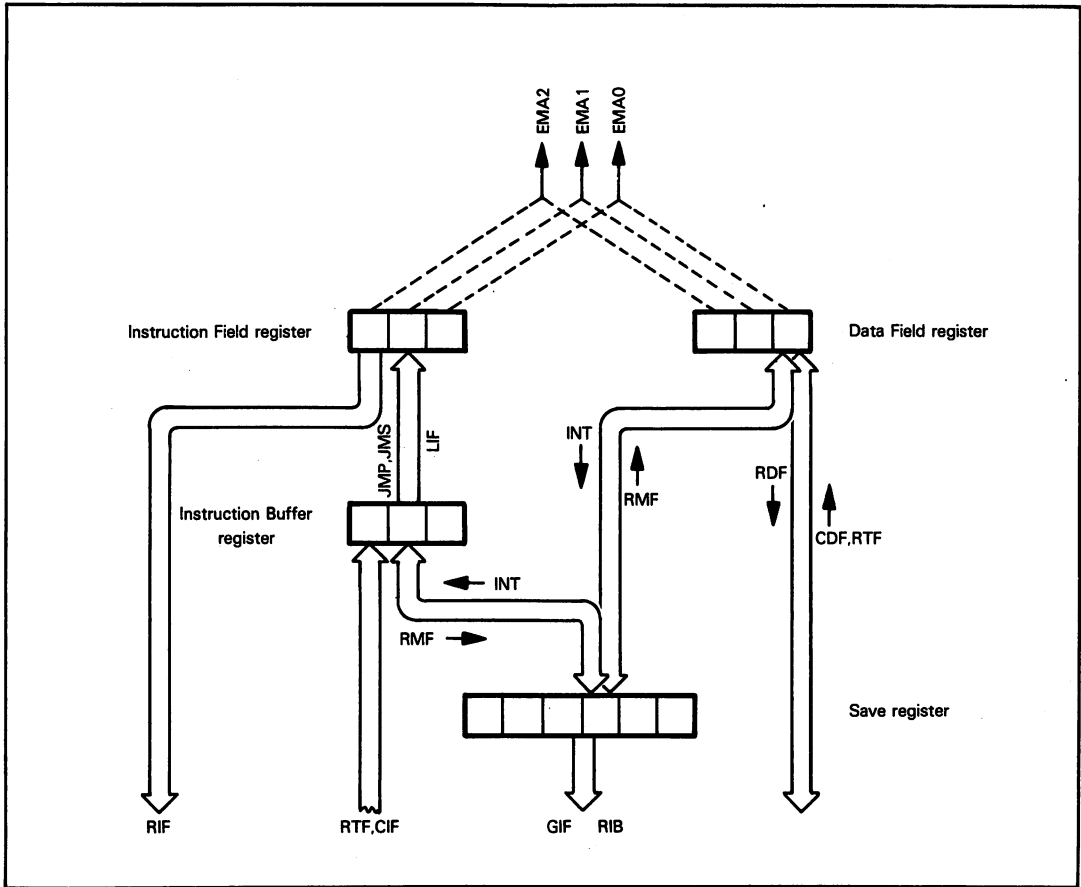 EMA2
EMA1
EMA0
Instruction Field register
Data Field register
JMP,JMS
LIF
INT
RMF
RDF
CDF,RTF
Instruction Buffer
register
INT
RMF
Save register
RIF
RTF,CIF
GIF
RIB